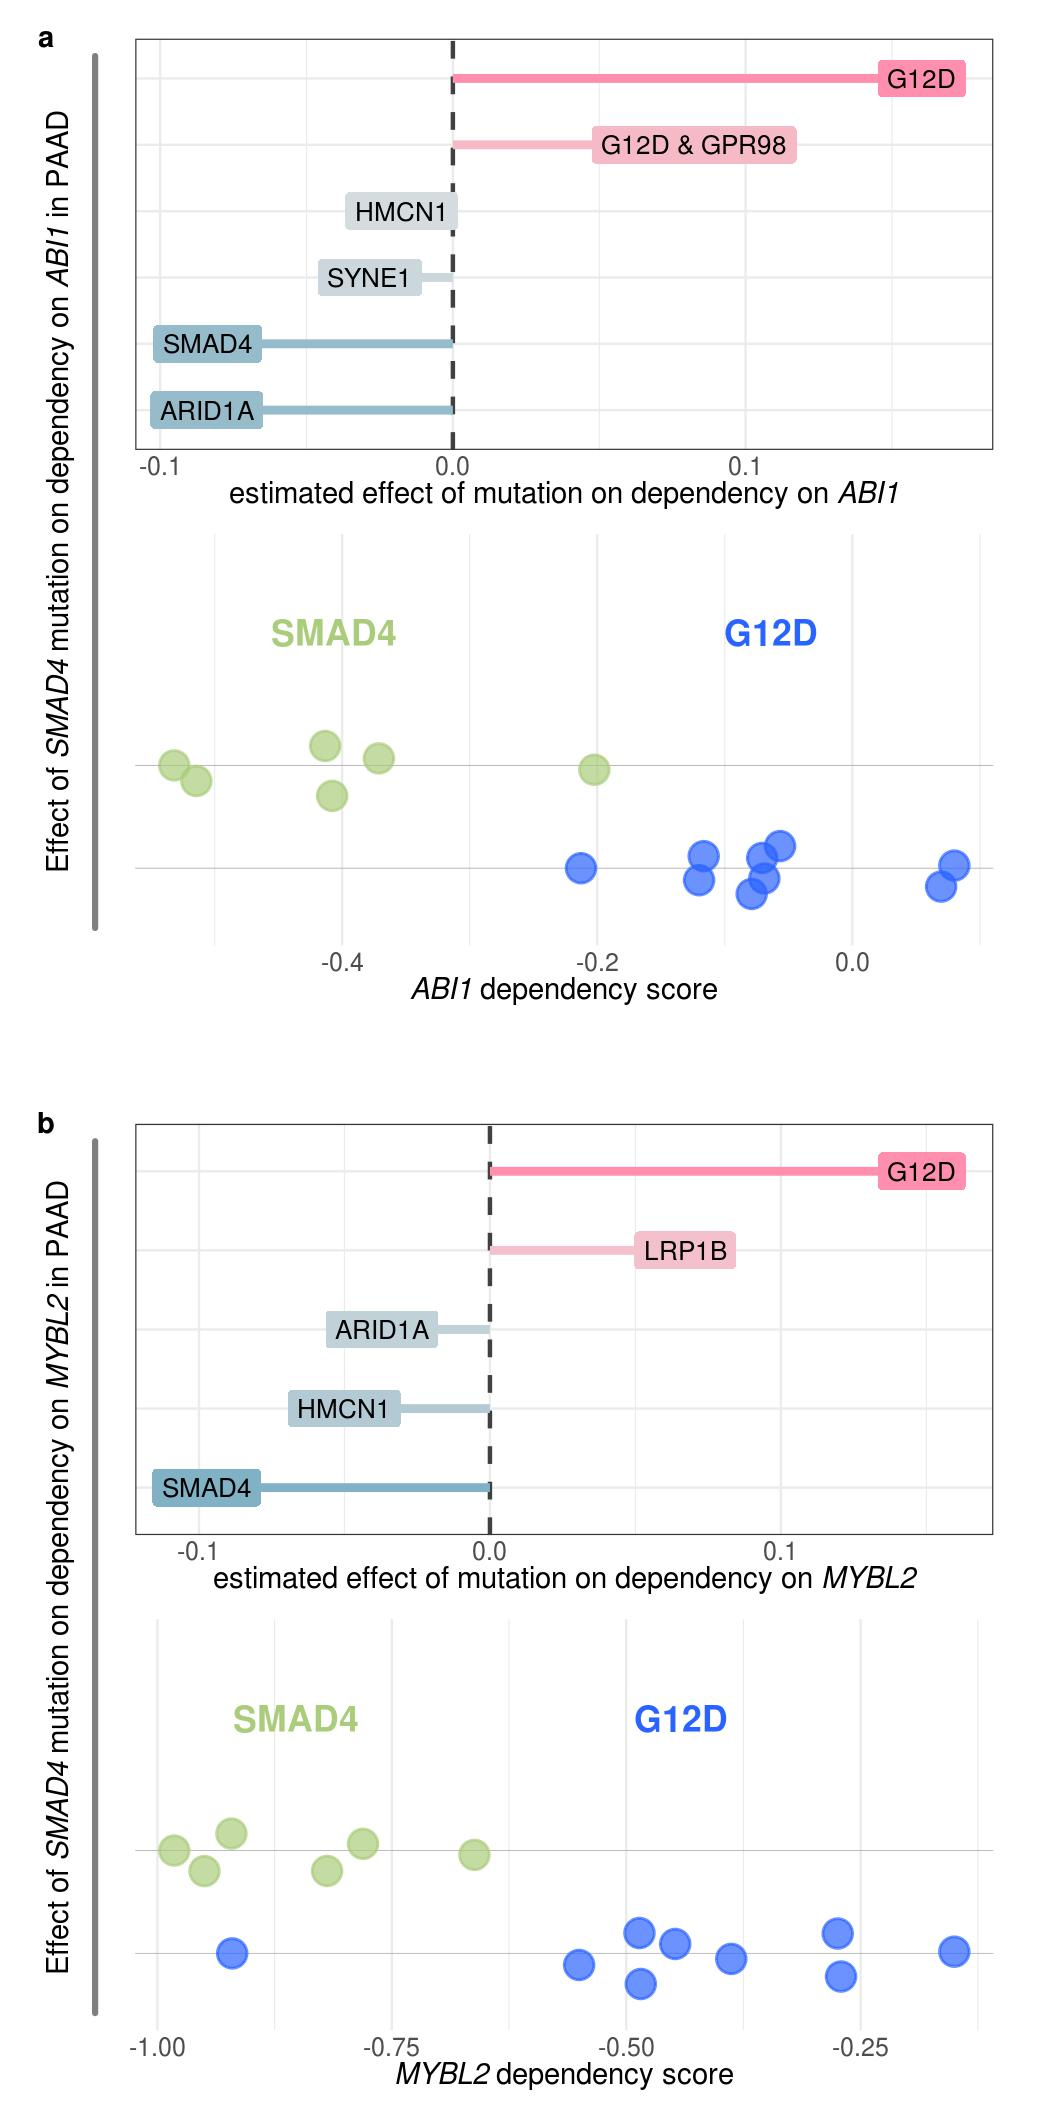 a
Effect of SMAD4 mutation on dependency on ABI1 in PAAD
G12D
G12D & GPR98
HMCN1
SYNE1
SMAD4
ARID1A
-0.1 0.0 0.1
estimated effect of mutation on dependency on ABI1
SMAD4 G12D
-0.4 -0.2 0.0
ABI1 dependency score
b
Effect of SMAD4 mutation on dependency on MYBL2 in PAAD
G12D
LRP1B
ARID1A
HMCN1
SMAD4
-0.1 0.0 0.1
estimated effect of mutation on dependency on MYBL2
SMAD4 G12D
-1.00 -0.75 -0.50 -0.25
MYBL2 dependency score